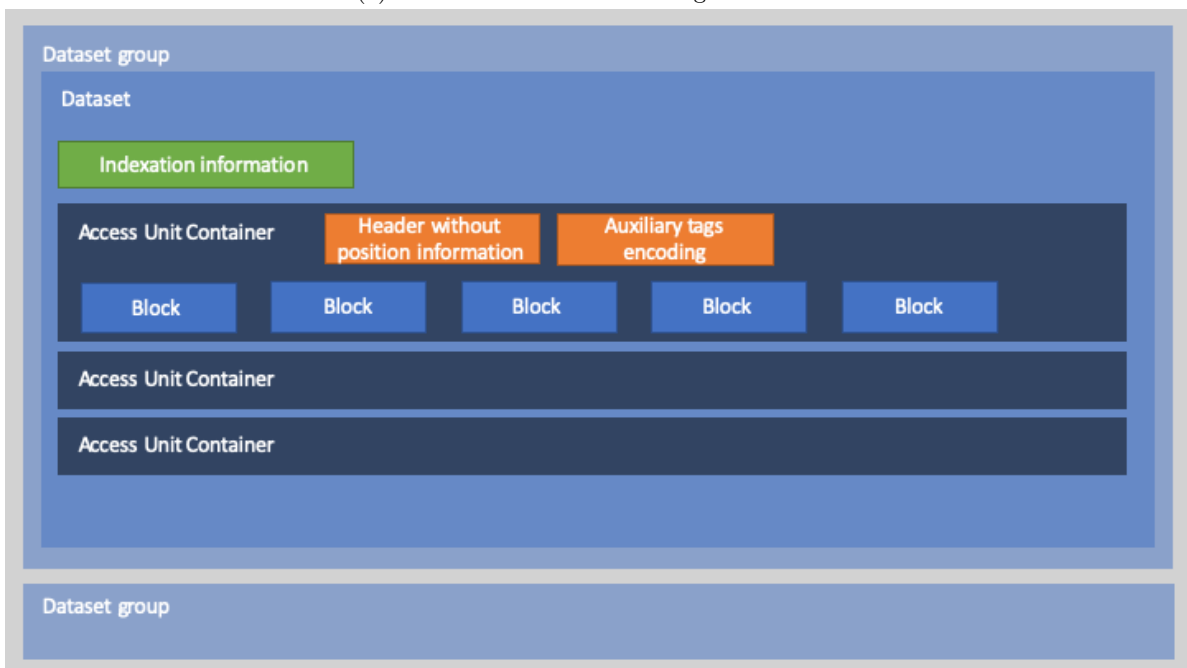 Dataset group
Dataset
Indexation information
Access Unit Container
Header without
position information
Auxiliary tags
encoding
Block
Block
Block
Block
Block
Access Unit Container
Access Unit Container
Dataset group